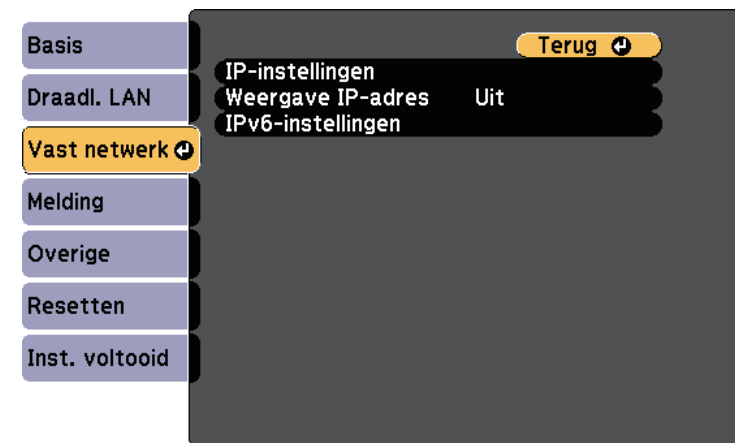 Basis
Draadl. LAN
Vast netwerk
Melding
Overige
Resetten
Inst. voltooid
Terug
IP-instellingen
Weergave IP-adres Uit
IPv6-instellingen